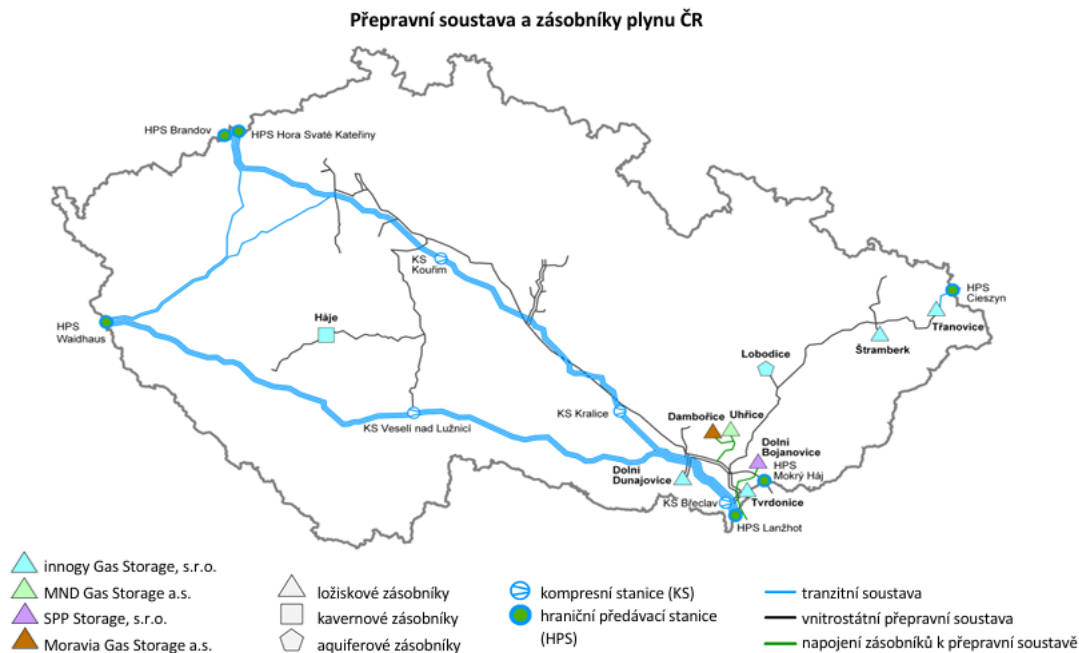 Přepravní soustava a zásobníky plynu ČR
HPS Brandov
HPS Hora Svaté Kateřiny
KS
Kouřim
HPS
Cieszyn
HPS
Waidhaus
Háje
Třanovice
Štramberk
Lobodice
KS Veselí nad Lužnicí
KS Kralice
Dambořice
Uhřice
Dolní
Bojanovice
HPS
Mokrý Háj
Dolní
Dunajovice
Tvrdonice
KS Břeclav
HPS Lanžhot
innogy Gas Storage, s.r.o.
MND Gas Storage a.s.
SPP Storage, s.r.o.
Moravia Gas Storage a.s.
ložiskové zásobníky
kavernové zásobníky
aquiferové zásobníky
kompresní stanice (KS)
hraniční předávací stanice
(HPS)
tranzitní soustava
vnitrostátní přepravní soustava
napojení zásobníků k přepravní soustavě